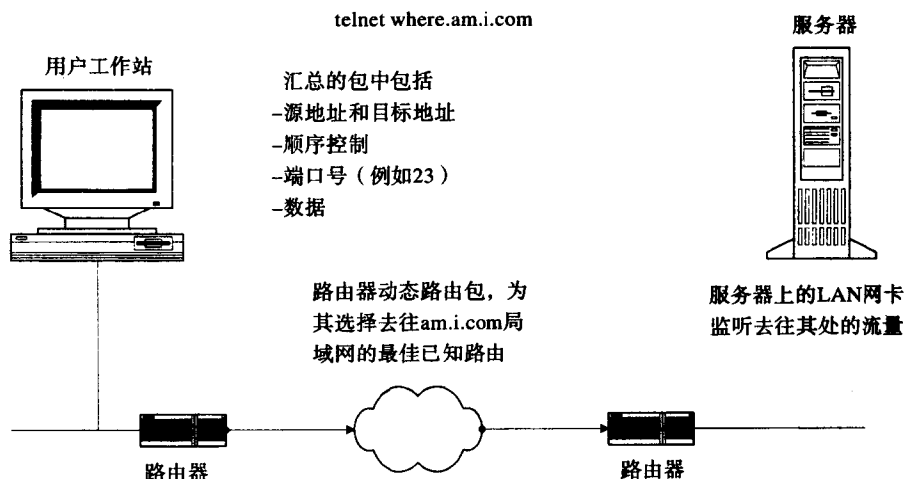 telnet where.am.i.com
服务器
用户工作站
汇总的包中包括
-源地址和目标地址
-顺序控制
-端口号（例如23）
-数据
路由器动态路由包，为
其选择去往am.i.com局
域网的最佳已知路由
服务器上的LAN网卡
监听去往其处的流量
路由器
路由器